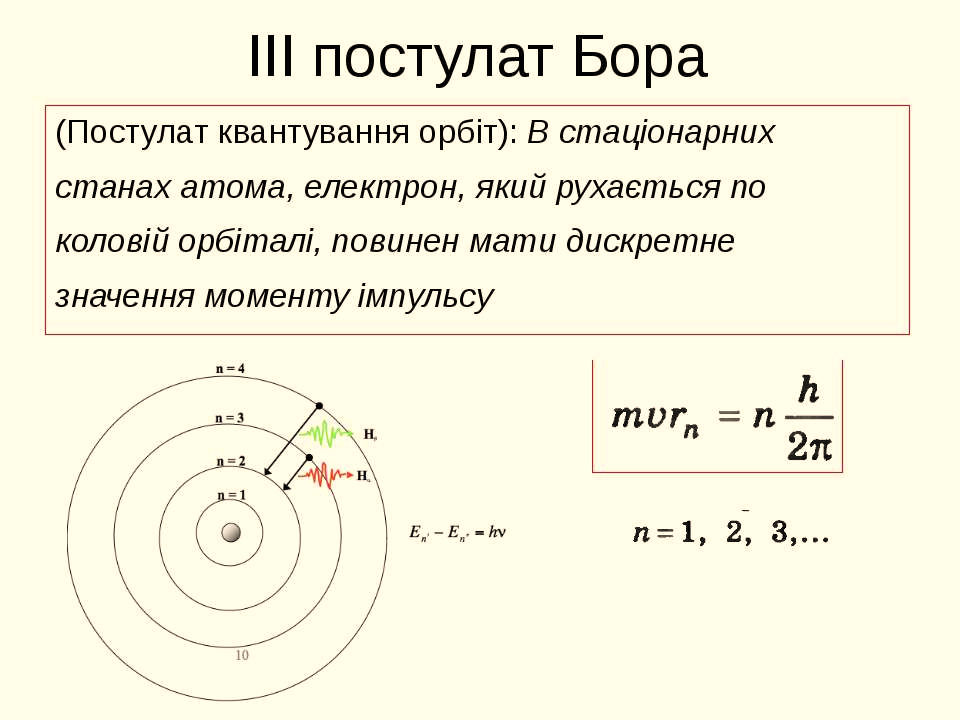 III постулат Бора
(Постулат квантування орбіт): В стаціонарних
станах атома, електрон, який рухається по
коловій орбіталі, повинен мати дискретне
значення моменту імпульсу
n = 4
n = 3
n = 2
n = 1
Hβ
Hα
10
Eₙ' – Eₙ" = hν
mυrₙ = n h/2π
n = 1, 2, 3,...